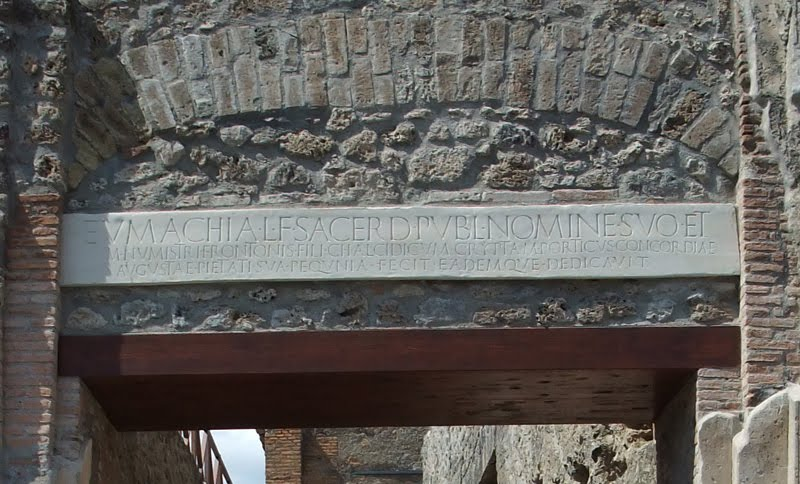 EVMACHIA·L·F·SACERD·PVBL·NOMINE·SVO·ET
M·NVMISTRI·FRONTONIS·FILI·CHALCIDICVM·CRYPTAM·PORTICVS·CONCORDIAE
AVGVSTAE·PIETATI·SVA·PEQVNIA·FECIT·EADEMQVE·DEDICAVIT